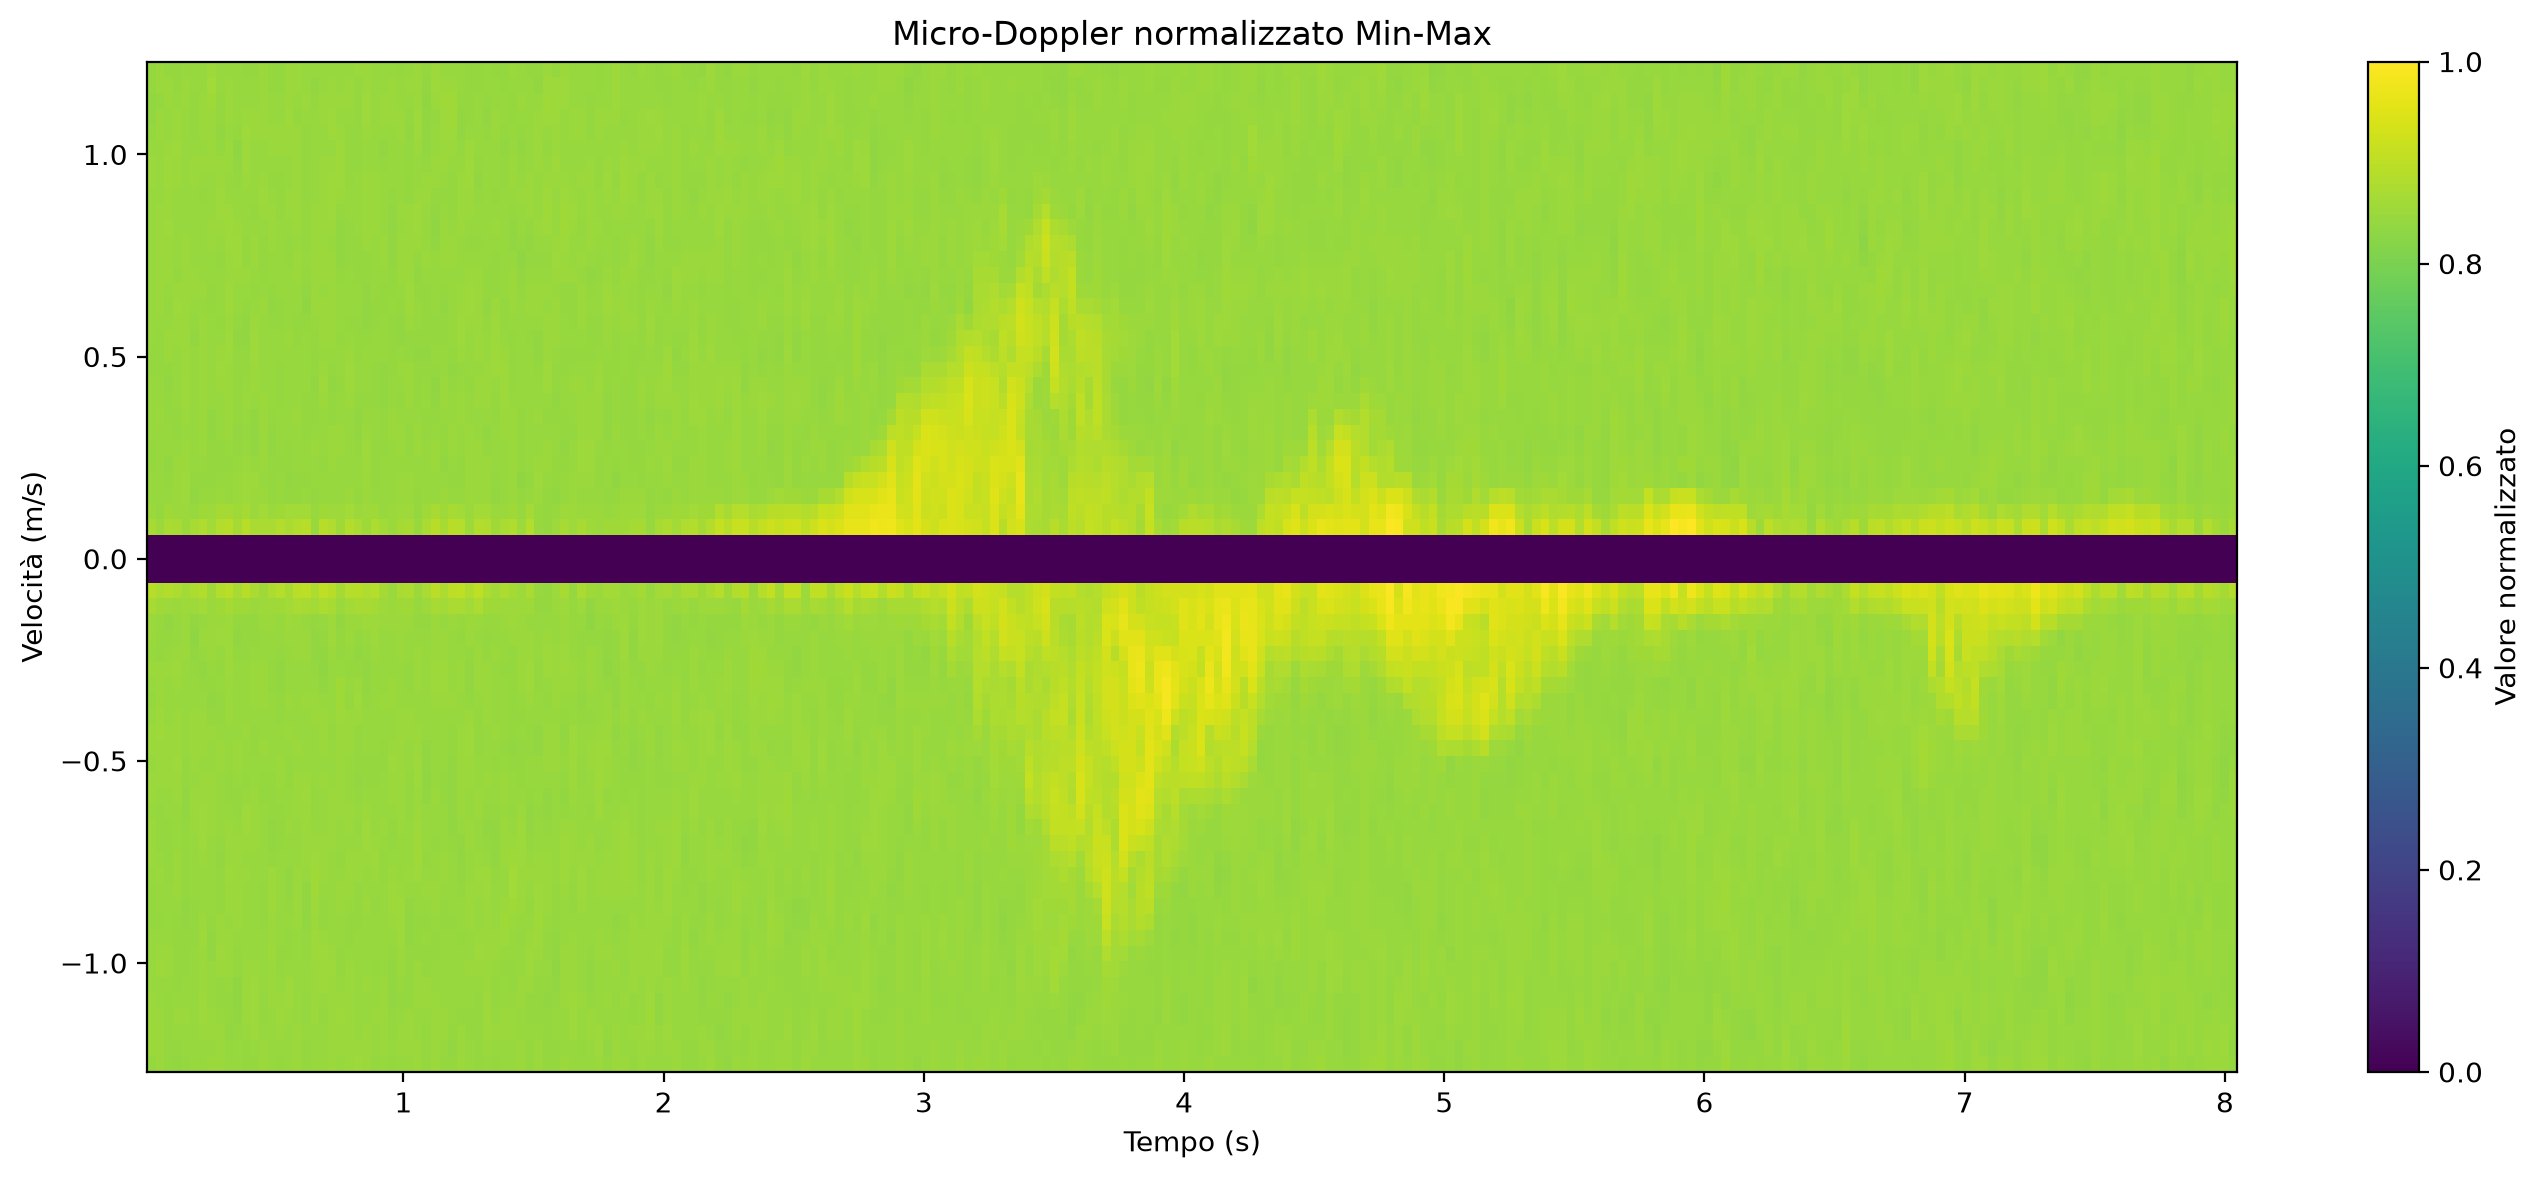 Micro-Doppler normalizzato Min-Max
1.0
0.5
0.0
−0.5
−1.0
Velocità (m/s)
1 2 3 4 5 6 7 8
Tempo (s)
1.0
0.8
0.6
0.4
0.2
0.0
Valore normalizzato